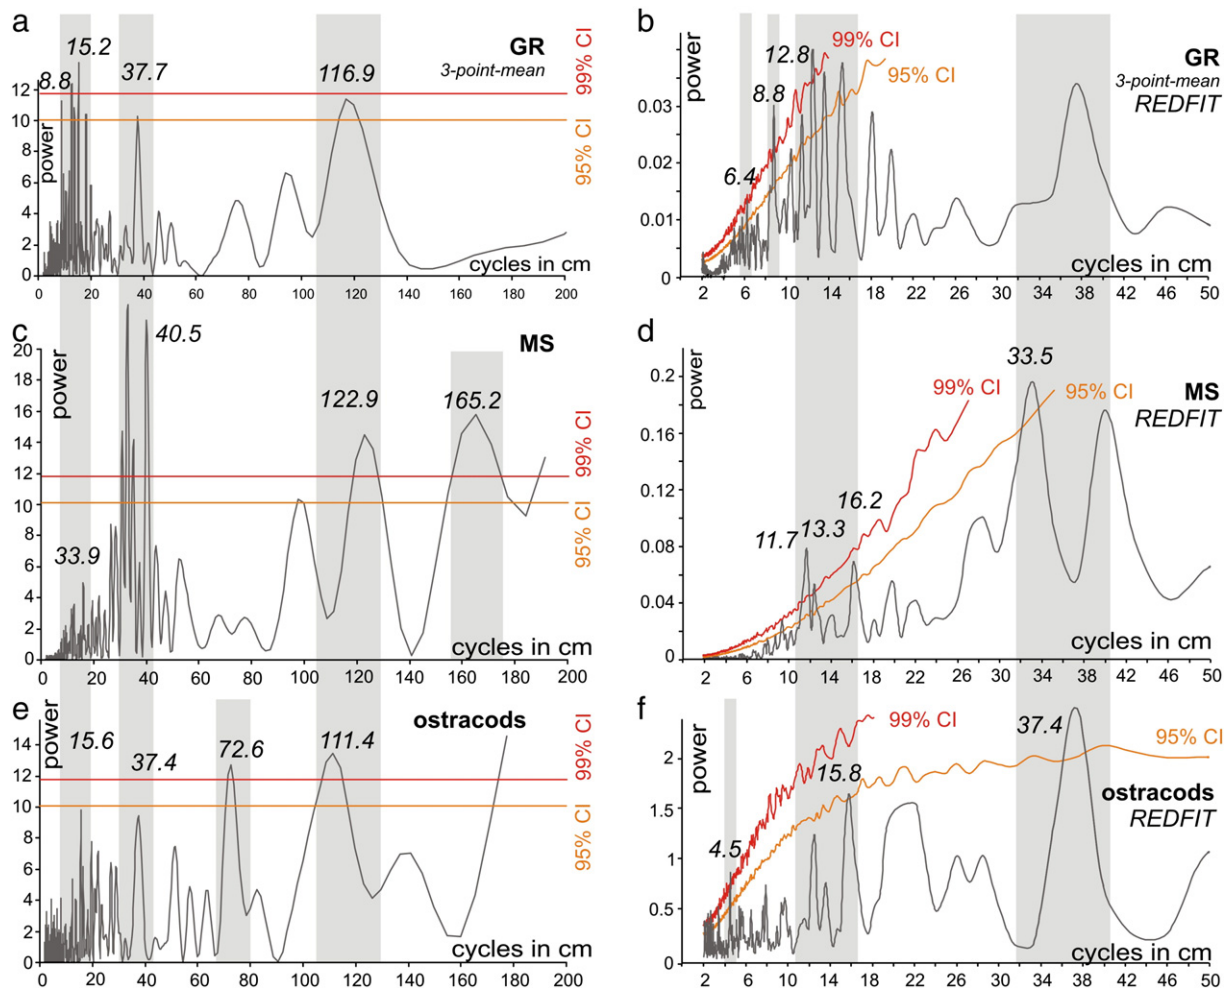 a
GR
3-point-mean
99% CI
95% CI
power
8.8
15.2
37.7
116.9
12
10
8
6
4
2
0
cycles in cm
0 20 40 60 80 100 120 140 160 180 200
b
GR
3-point-mean
REDFIT
99% CI
95% CI
power
12.8
8.8
6.4
0.03
0.02
0.01
0
cycles in cm
2 6 10 14 18 22 26 30 34 38 42 46 50
c
MS
99% CI
95% CI
power
40.5
122.9
165.2
33.9
20
18
16
14
12
10
8
6
4
2
0
cycles in cm
0 20 40 60 80 100 120 140 160 180 200
d
MS
REDFIT
99% CI
95% CI
power
33.5
16.2
13.3
11.7
0.2
0.16
0.12
0.08
0.04
0
cycles in cm
2 6 10 14 18 22 26 30 34 38 42 46 50
e
ostracods
99% CI
95% CI
power
15.6
37.4
72.6
111.4
14
12
10
8
6
4
2
0
cycles in cm
0 20 40 60 80 100 120 140 160 180 200
f
ostracods
REDFIT
99% CI
95% CI
power
37.4
15.8
4.5
2
1.5
1
0.5
0
cycles in cm
2 6 10 14 18 22 26 30 34 38 42 46 50